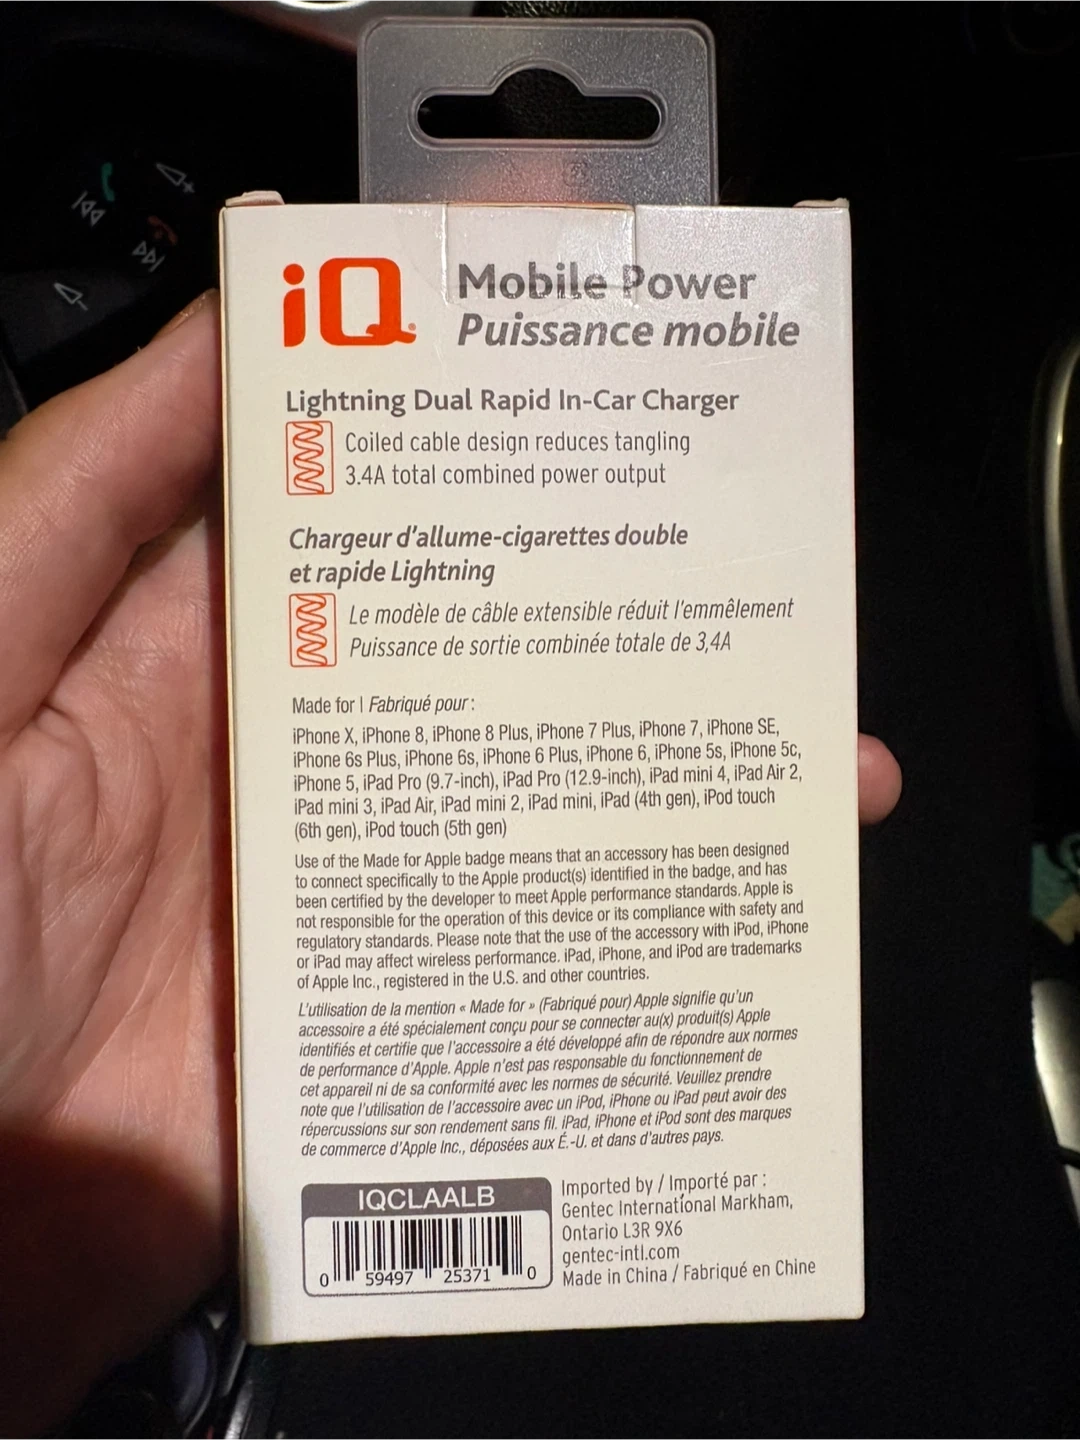 iQ
Mobile Power
Puissance mobile
Lightning Dual Rapid In-Car Charger
Coiled cable design reduces tangling
3.4A total combined power output
Chargeur d'allume-cigarettes double
et rapide Lightning
Le modèle de câble extensible réduit l'emmêlement
Puissance de sortie combinée totale de 3,4A
Made for | Fabriqué pour :
iPhone X, iPhone 8, iPhone 8 Plus, iPhone 7 Plus, iPhone 7, iPhone SE,
iPhone 6s Plus, iPhone 6s, iPhone 6 Plus, iPhone 6, iPhone 5s, iPhone 5c,
iPhone 5, iPad Pro (9.7-inch), iPad Pro (12.9-inch), iPad mini 4, iPad Air 2,
iPad mini 3, iPad Air, iPad mini 2, iPad mini, iPad (4th gen), iPod touch
(6th gen), iPod touch (5th gen)
Use of the Made for Apple badge means that an accessory has been designed
to connect specifically to the Apple product(s) identified in the badge, and has
been certified by the developer to meet Apple performance standards. Apple is
not responsible for the operation of this device or its compliance with safety and
regulatory standards. Please note that the use of the accessory with iPod, iPhone
or iPad may affect wireless performance. iPad, iPhone, and iPod are trademarks
of Apple Inc., registered in the U.S. and other countries.
L'utilisation de la mention « Made for » (Fabriqué pour) Apple signifie qu'un
accessoire a été spécialement conçu pour se connecter au(x) produit(s) Apple
identifiés et certifie que l'accessoire a été développé afin de répondre aux normes
de performance d'Apple. Apple n'est pas responsable du fonctionnement de
cet appareil ni de sa conformité avec les normes de sécurité. Veuillez prendre
note que l'utilisation de l'accessoire avec un iPod, iPhone ou iPad peut avoir des
répercussions sur son rendement sans fil. iPad, iPhone et iPod sont des marques
de commerce d'Apple Inc., déposées aux É.-U. et dans d'autres pays.
IQCLAALB
0 59497 25371 0
Imported by / Importé par :
Gentec International Markham,
Ontario L3R 9X6
gentec-intl.com
Made in China / Fabriqué en Chine